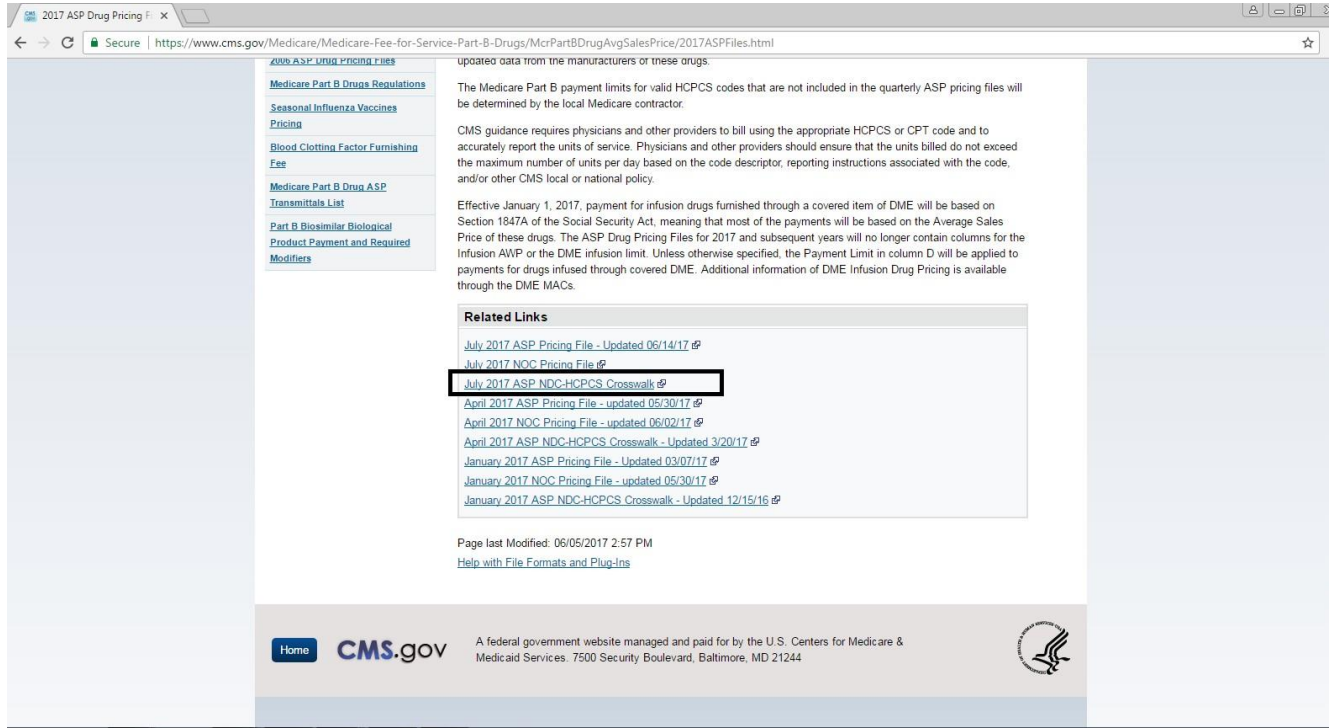 2017 ASP Drug Pricing F
Secure | https://www.cms.gov/Medicare/Medicare-Fee-for-Service-Part-B-Drugs/McrPartBDrugAvgSalesPrice/2017ASPFiles.html
2006 ASP Drug Pricing Files
Medicare Part B Drugs Regulations
Seasonal Influenza Vaccines
Pricing
Blood Clotting Factor Furnishing
Fee
Medicare Part B Drug ASP
Transmittals List
Part B Biosimilar Biological
Product Payment and Required
Modifiers
updated data from the manufacturers of these drugs.
The Medicare Part B payment limits for valid HCPCS codes that are not included in the quarterly ASP pricing files will
be determined by the local Medicare contractor.
CMS guidance requires physicians and other providers to bill using the appropriate HCPCS or CPT code and to
accurately report the units of service. Physicians and other providers should ensure that the units billed do not exceed
the maximum number of units per day based on the code descriptor, reporting instructions associated with the code,
and/or other CMS local or national policy.
Effective January 1, 2017, payment for infusion drugs furnished through a covered item of DME will be based on
Section 1847A of the Social Security Act, meaning that most of the payments will be based on the Average Sales
Price of these drugs. The ASP Drug Pricing Files for 2017 and subsequent years will no longer contain columns for the
Infusion AWP or the DME infusion limit. Unless otherwise specified, the Payment Limit in column D will be applied to
payments for drugs infused through covered DME. Additional information of DME Infusion Drug Pricing is available
through the DME MACs.
Related Links
July 2017 ASP Pricing File - Updated 06/14/17
July 2017 NOC Pricing File
July 2017 ASP NDC-HCPCS Crosswalk
April 2017 ASP Pricing File - updated 05/30/17
April 2017 NOC Pricing File - updated 06/02/17
April 2017 ASP NDC-HCPCS Crosswalk - Updated 3/20/17
January 2017 ASP Pricing File - Updated 03/07/17
January 2017 NOC Pricing File - updated 05/30/17
January 2017 ASP NDC-HCPCS Crosswalk - Updated 12/15/16
Page last Modified: 06/05/2017 2:57 PM
Help with File Formats and Plug-Ins
Home
CMS.gov
A federal government website managed and paid for by the U.S. Centers for Medicare &
Medicaid Services. 7500 Security Boulevard, Baltimore, MD 21244